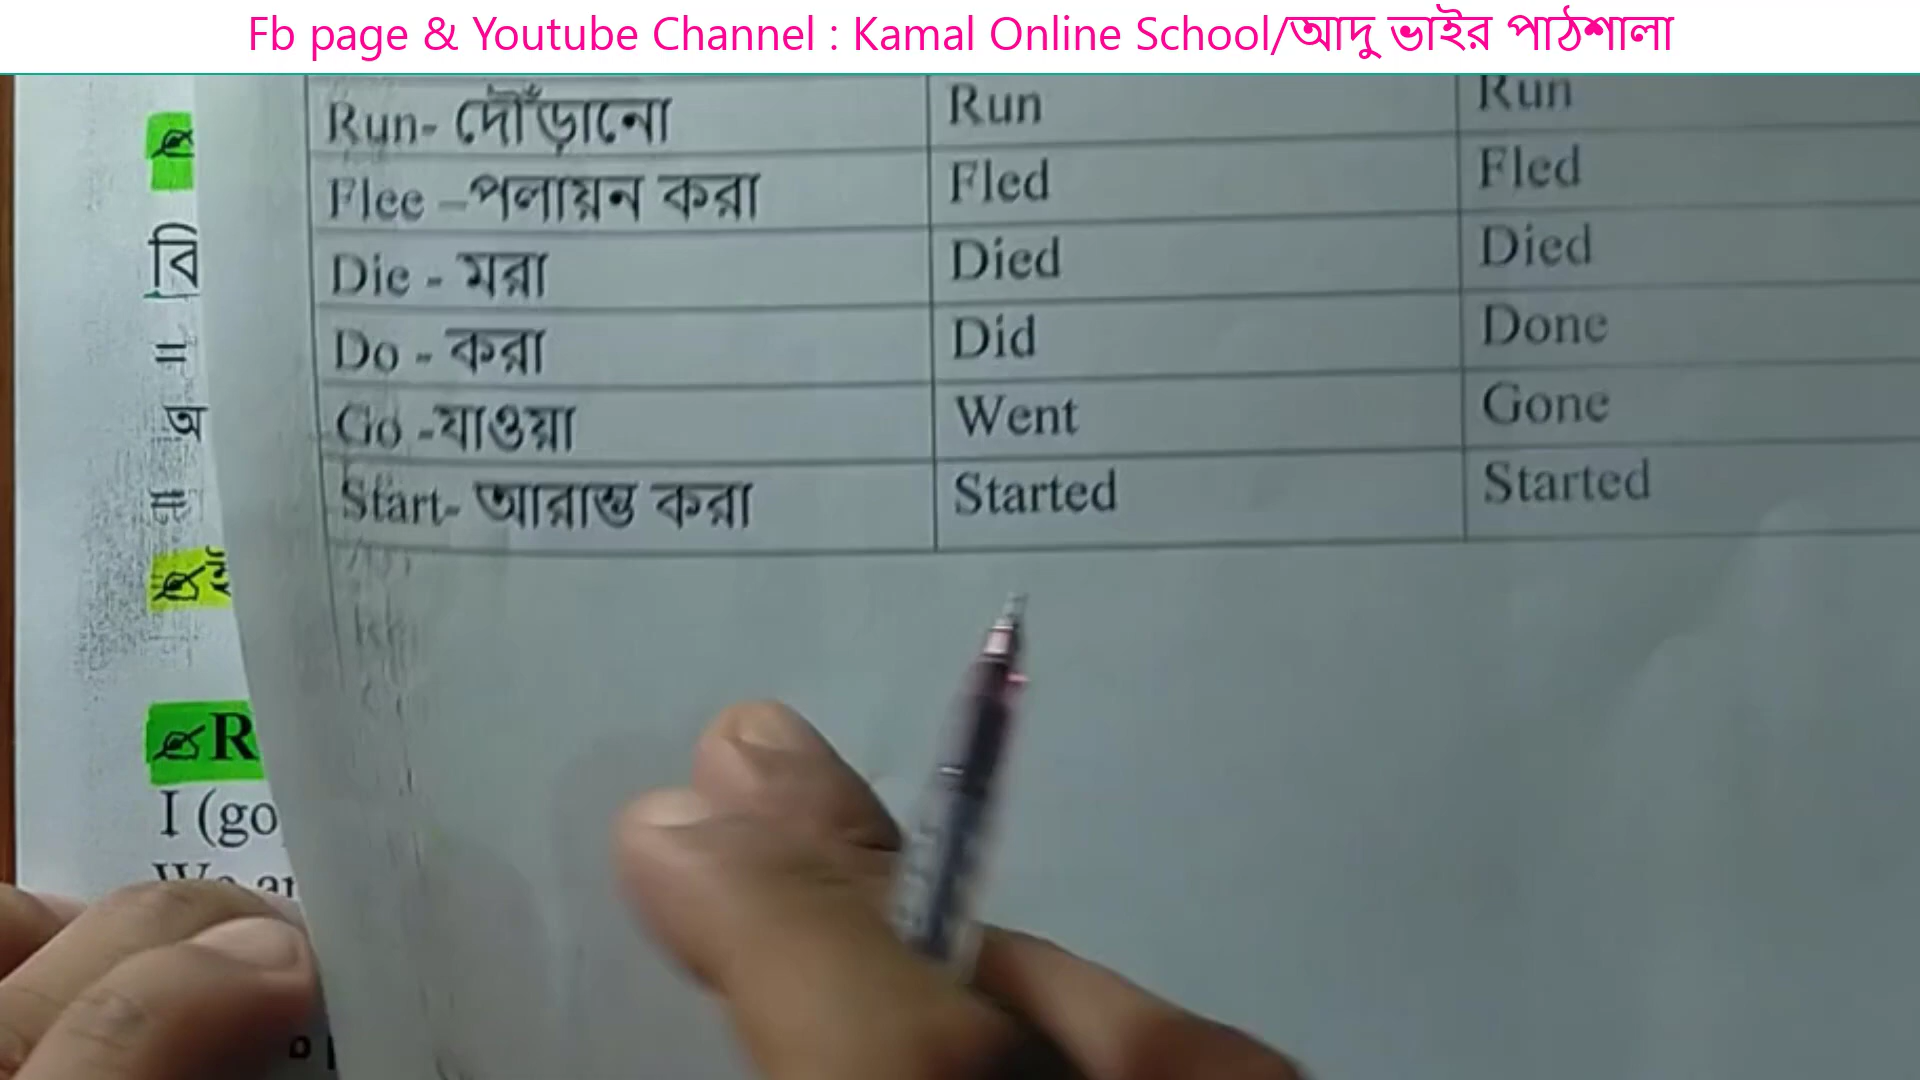 Fb page & Youtube Channel : Kamal Online School/আদু ভাইর পাঠশালা
Run- দৌঁড়ানো Run Run
Flee –পলায়ন করা Fled Fled
Die - মরা Died Died
Do - করা Did Done
Go -যাওয়া Went Gone
Start- আরাম্ভ করা Started Started
বি)
॥
অ
॥
R
I (go